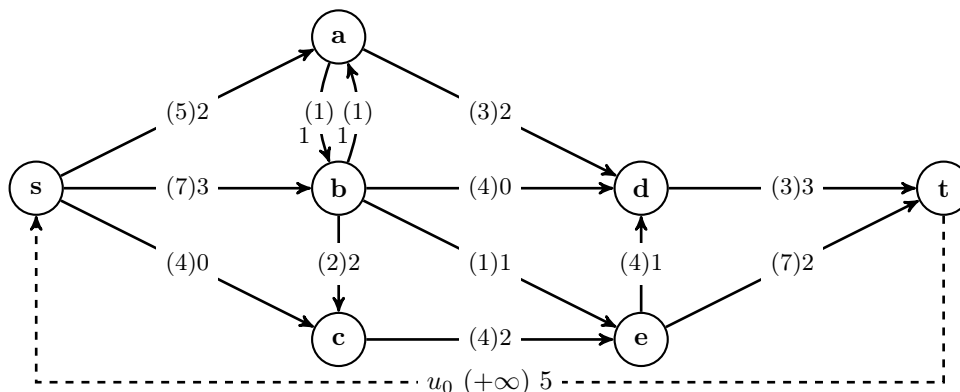 a
(5)2
(1) (1)
1 1
(3)2
s
(7)3
b
(4)0
d
(3)3
t
(4)0
(2)2
(1)1
(4)1
(7)2
c
(4)2
e
u₀ (+∞) 5